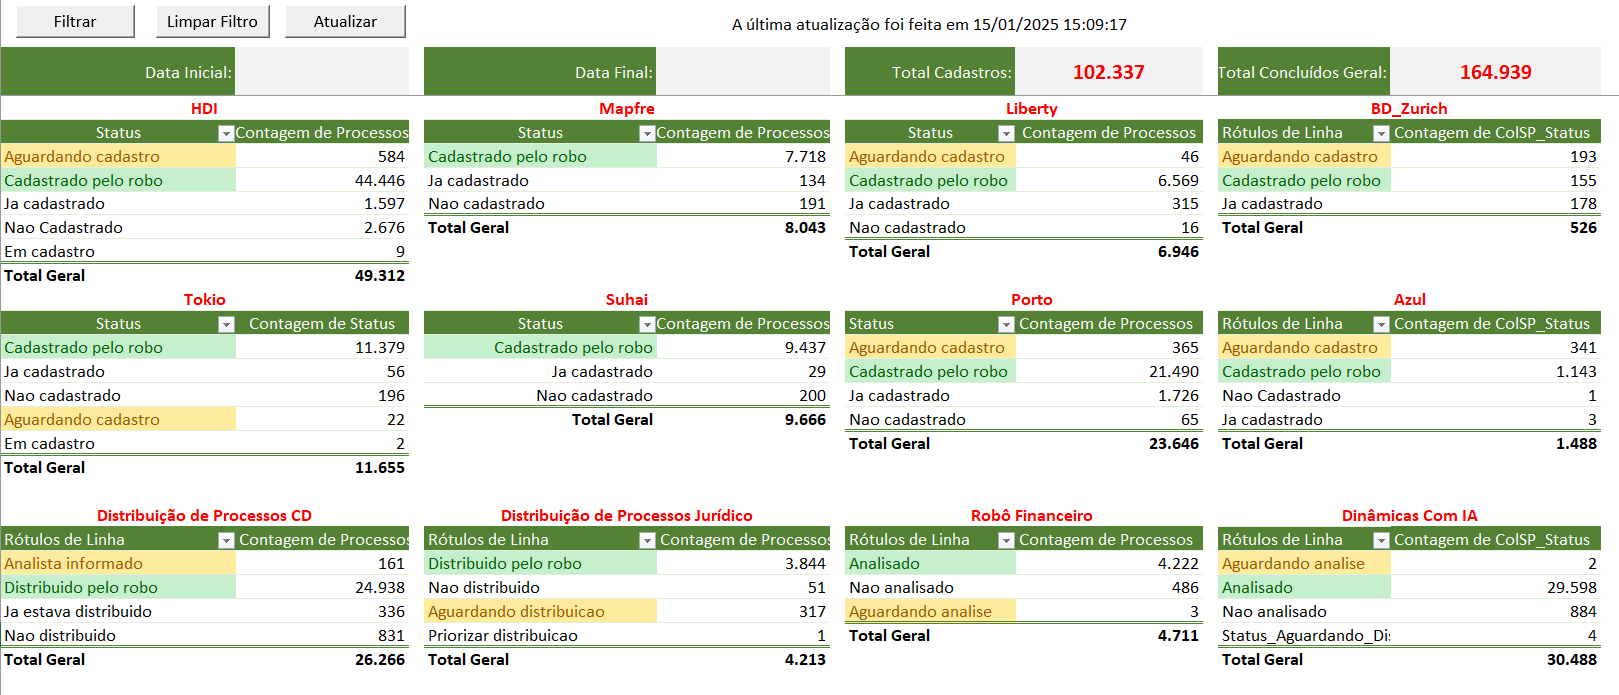 Filtrar Limpar Filtro Atualizar A última atualização foi feita em 15/01/2025 15:09:17
Data Inicial: Data Final: Total Cadastros: 102.337 Total Concluídos Geral: 164.939
HDI
Status Contagem de Processos
Aguardando cadastro 584
Cadastrado pelo robo 44.446
Ja cadastrado 1.597
Nao Cadastrado 2.676
Em cadastro 9
Total Geral 49.312
Mapfre
Status Contagem de Processos
Cadastrado pelo robo 7.718
Ja cadastrado 134
Nao cadastrado 191
Total Geral 8.043
Liberty
Status Contagem de Processos
Aguardando cadastro 46
Cadastrado pelo robo 6.569
Ja cadastrado 315
Nao cadastrado 16
Total Geral 6.946
BD_Zurich
Rótulos de Linha Contagem de ColSP_Status
Aguardando cadastro 193
Cadastrado pelo robo 155
Ja cadastrado 178
Total Geral 526
Tokio
Status Contagem de Status
Cadastrado pelo robo 11.379
Ja cadastrado 56
Nao cadastrado 196
Aguardando cadastro 22
Em cadastro 2
Total Geral 11.655
Suhai
Status Contagem de Processos
Cadastrado pelo robo 9.437
Ja cadastrado 29
Nao cadastrado 200
Total Geral 9.666
Porto
Status Contagem de Processos
Aguardando cadastro 365
Cadastrado pelo robo 21.490
Ja cadastrado 1.726
Nao cadastrado 65
Total Geral 23.646
Azul
Rótulos de Linha Contagem de ColSP_Status
Aguardando cadastro 341
Cadastrado pelo robo 1.143
Nao Cadastrado 1
Ja cadastrado 3
Total Geral 1.488
Distribuição de Processos CD
Rótulos de Linha Contagem de Processos
Analista informado 161
Distribuido pelo robo 24.938
Ja estava distribuido 336
Nao distribuido 831
Total Geral 26.266
Distribuição de Processos Jurídico
Rótulos de Linha Contagem de Processos
Distribuido pelo robo 3.844
Nao distribuido 51
Aguardando distribuicao 317
Priorizar distribuicao 1
Total Geral 4.213
Robô Financeiro
Rótulos de Linha Contagem de Processos
Analisado 4.222
Nao analisado 486
Aguardando analise 3
Total Geral 4.711
Dinâmicas Com IA
Rótulos de Linha Contagem de ColSP_Status
Aguardando analise 2
Analisado 29.598
Nao analisado 884
Status_Aguardando_Di 4
Total Geral 30.488